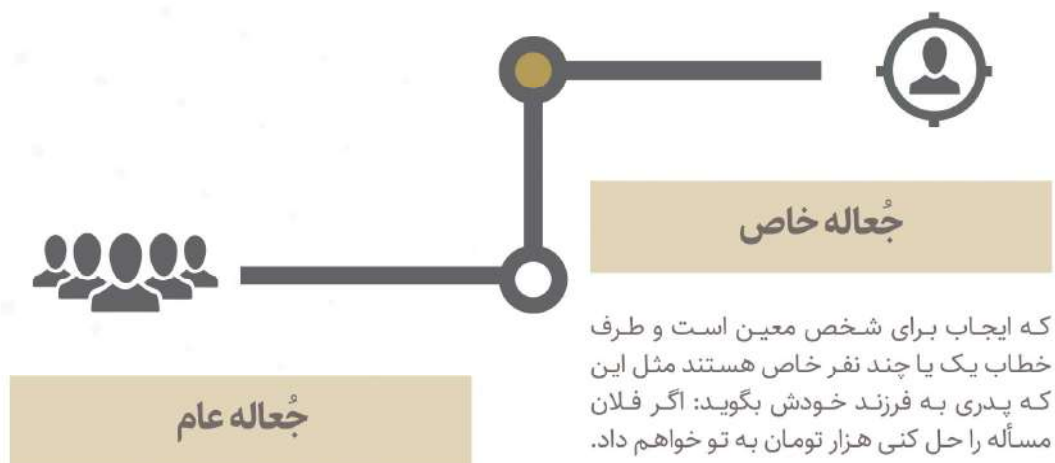 جُعاله خاص
که ایجاب برای شخص معین است و طرف
خطاب یک یا چند نفر خاص هستند مثل این
که پدری به فرزند خودش بگوید: اگر فلان
مسأله را حل کنی هزار تومان به تو خواهم داد.
جُعاله عام